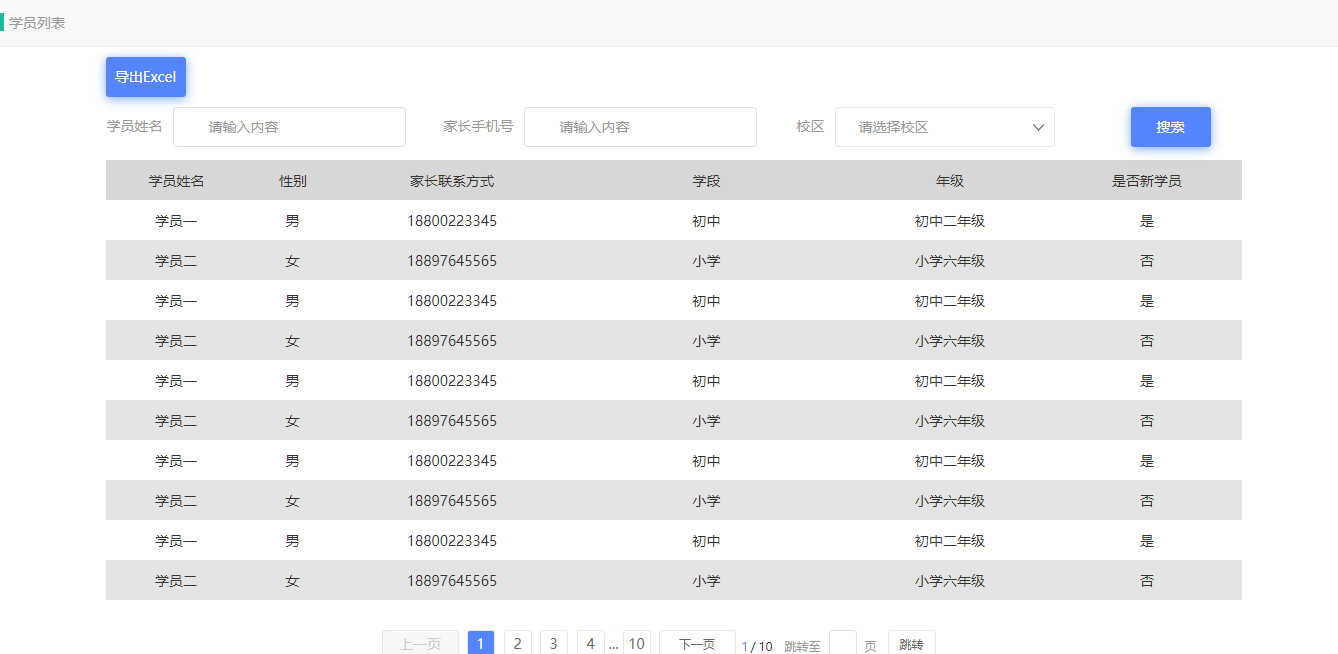 学员列表
导出Excel
学员姓名 请输入内容 家长手机号 请输入内容 校区 请选择校区 搜索
学员姓名 性别 家长联系方式 学段 年级 是否新学员
学员一 男 18800223345 初中 初中二年级 是
学员二 女 18897645565 小学 小学六年级 否
学员一 男 18800223345 初中 初中二年级 是
学员二 女 18897645565 小学 小学六年级 否
学员一 男 18800223345 初中 初中二年级 是
学员二 女 18897645565 小学 小学六年级 否
学员一 男 18800223345 初中 初中二年级 是
学员二 女 18897645565 小学 小学六年级 否
学员一 男 18800223345 初中 初中二年级 是
学员二 女 18897645565 小学 小学六年级 否
上一页 1 2 3 4 ... 10 下一页 1 / 10 跳转至 页 跳转